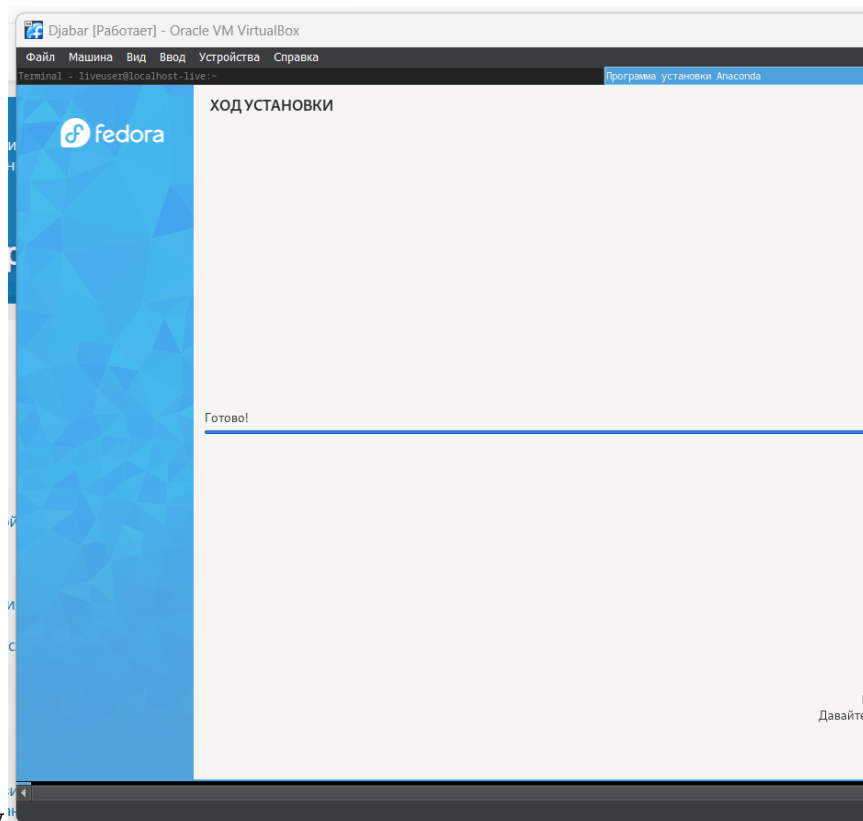 Djabar [Работает] - Oracle VM VirtualBox
Файл Машина Вид Ввод Устройства Справка
Terminal - liveuser@localhost-live:~
Программа установки Anaconda
fedora
ХОД УСТАНОВКИ
Готово!
Давайте